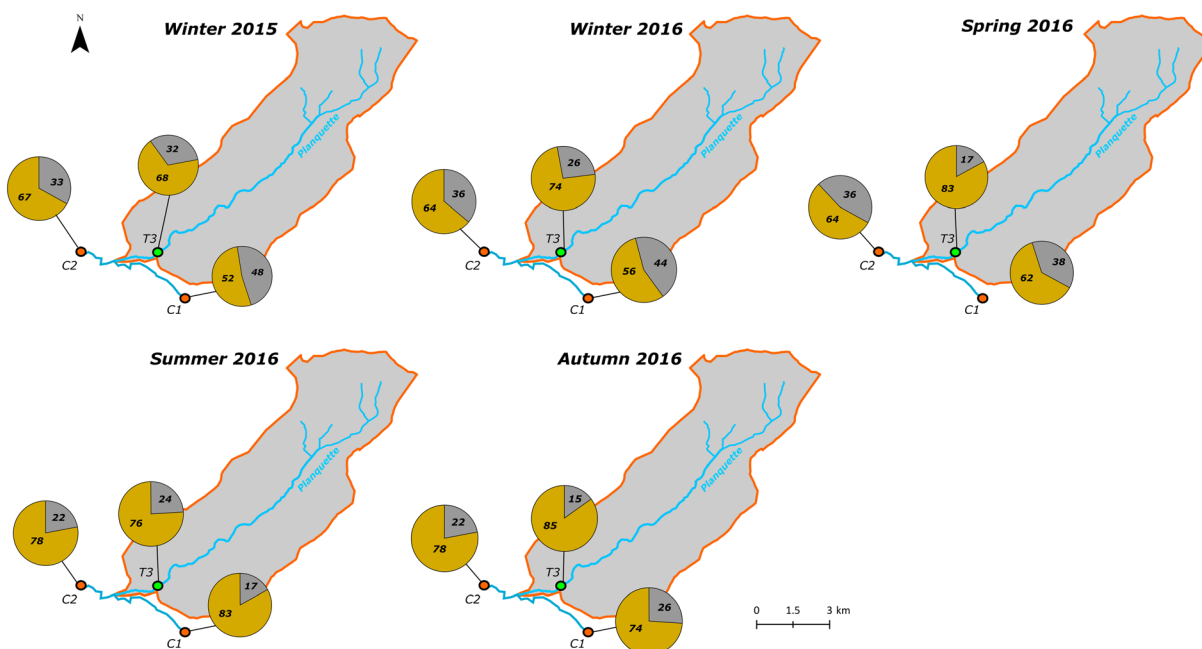 N
Winter 2015
Planquette
32
68
33
67
T3
C2
52
48
C1
Winter 2016
Planquette
26
74
36
64
T3
C2
56
44
C1
Spring 2016
Planquette
17
83
36
64
T3
C2
62
38
C1
Summer 2016
Planquette
24
76
22
78
T3
C2
17
83
C1
Autumn 2016
Planquette
15
85
22
78
T3
C2
26
74
C1
0 1.5 3 km